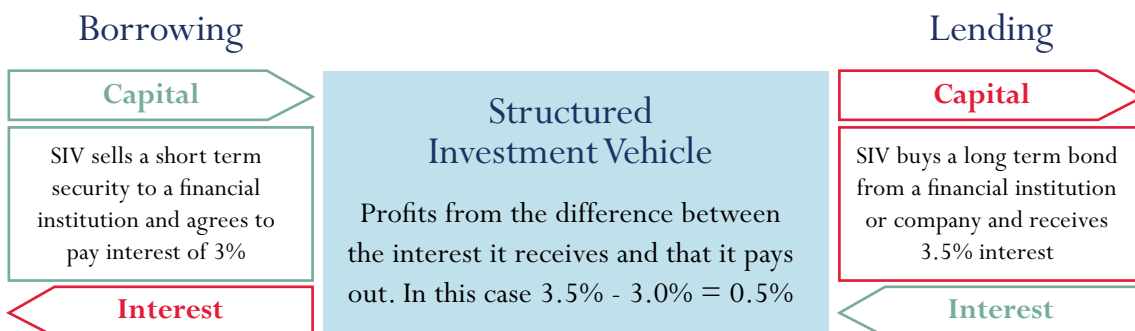 Borrowing
Capital
SIV sells a short term
security to a financial
institution and agrees to
pay interest of 3%
Interest
Structured
Investment Vehicle
Profits from the difference between
the interest it receives and that it pays
out. In this case 3.5% - 3.0% = 0.5%
Lending
Capital
SIV buys a long term bond
from a financial institution
or company and receives
3.5% interest
Interest